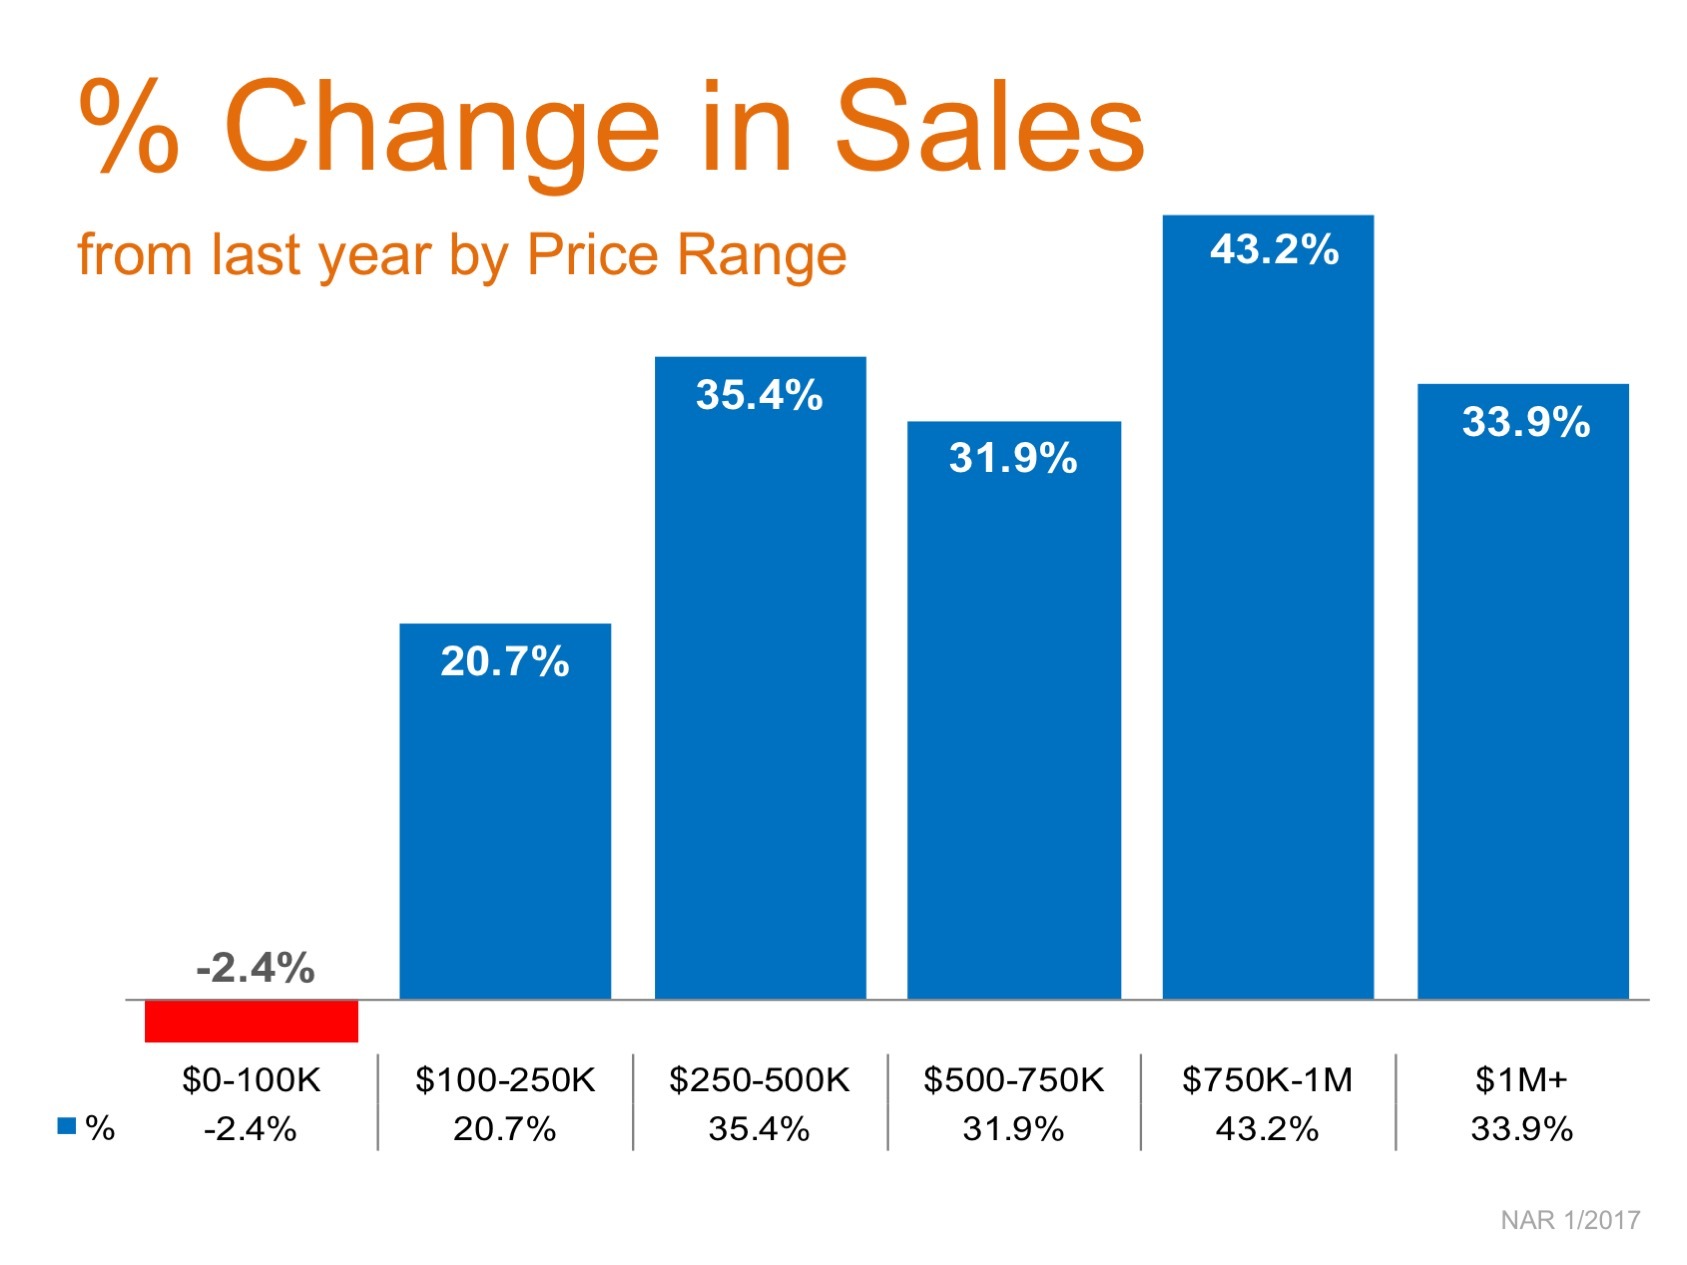 % Change in Sales
from last year by Price Range
-2.4%
20.7%
35.4%
31.9%
43.2%
33.9%
$0-100K $100-250K $250-500K $500-750K $750K-1M $1M+
% -2.4% 20.7% 35.4% 31.9% 43.2% 33.9%
NAR 1/2017